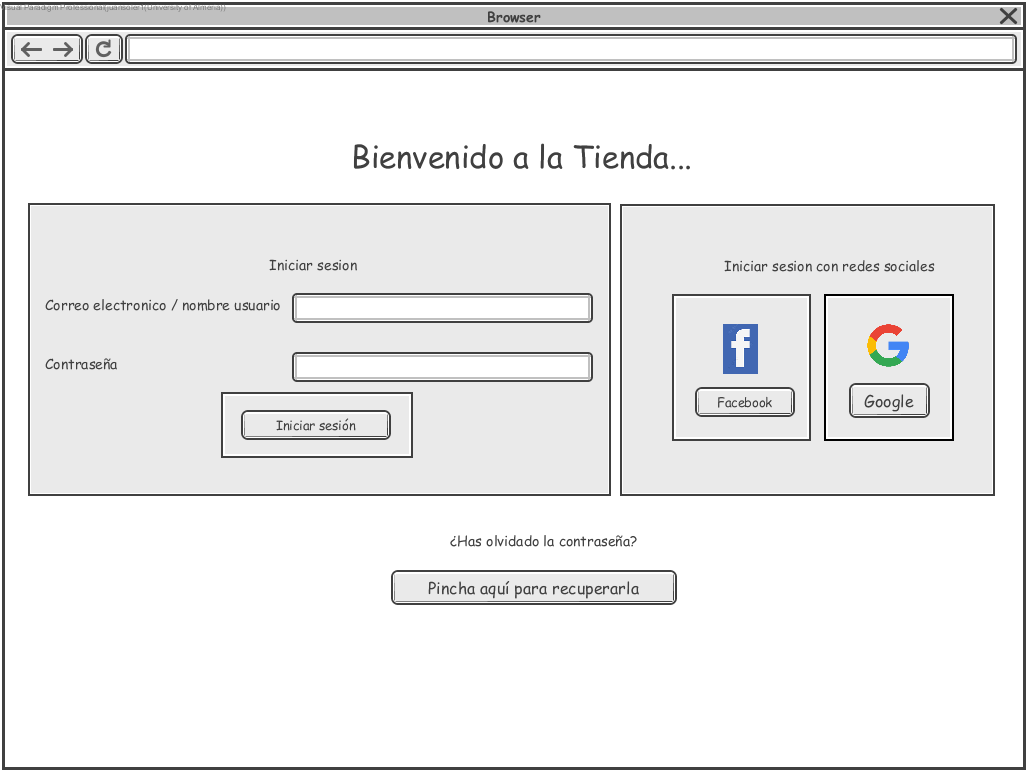 Visual Paradigm Professional(juansoler1(University of Almeria))
Browser
Bienvenido a la Tienda...
Iniciar sesion
Correo electronico / nombre usuario
Contraseña
Iniciar sesión
Iniciar sesion con redes sociales
Facebook
Google
¿Has olvidado la contraseña?
Pincha aquí para recuperarla